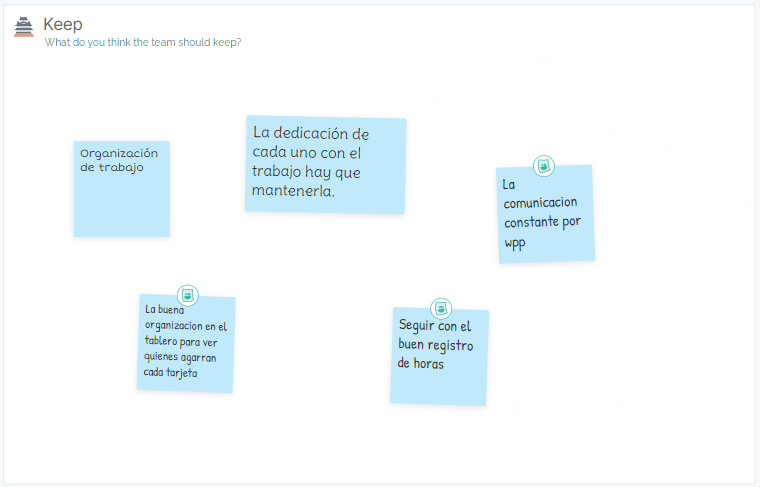 Keep
What do you think the team should keep?
Organización
de trabajo
La dedicación de
cada uno con el
trabajo hay que
mantenerla.
La
comunicacion
constante por
wpp
La buena
organizacion en el
tablero para ver
quienes agarran
cada tarjeta
Seguir con el
buen registro
de horas